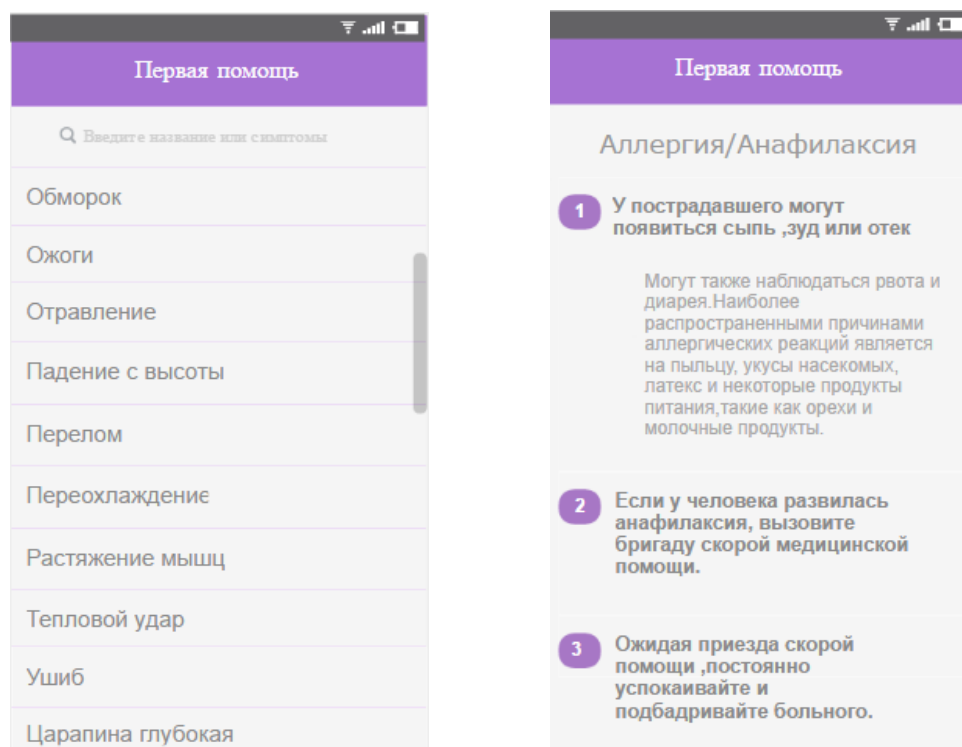 Первая помощь
Введите название или симптомы
Обморок
Ожоги
Отравление
Падение с высоты
Перелом
Переохлаждение
Растяжение мышц
Тепловой удар
Ушиб
Царапина глубокая
Первая помощь
Аллергия/Анафилаксия
1 У пострадавшего могут
появиться сыпь ,зуд или отек
Могут также наблюдаться рвота и
диарея.Наиболее
распространенными причинами
аллергических реакций является
на пыльцу, укусы насекомых,
латекс и некоторые продукты
питания,такие как орехи и
молочные продукты.
2 Если у человека развилась
анафилаксия, вызовите
бригаду скорой медицинской
помощи.
3 Ожидая приезда скорой
помощи ,постоянно
успокаивайте и
подбадривайте больного.